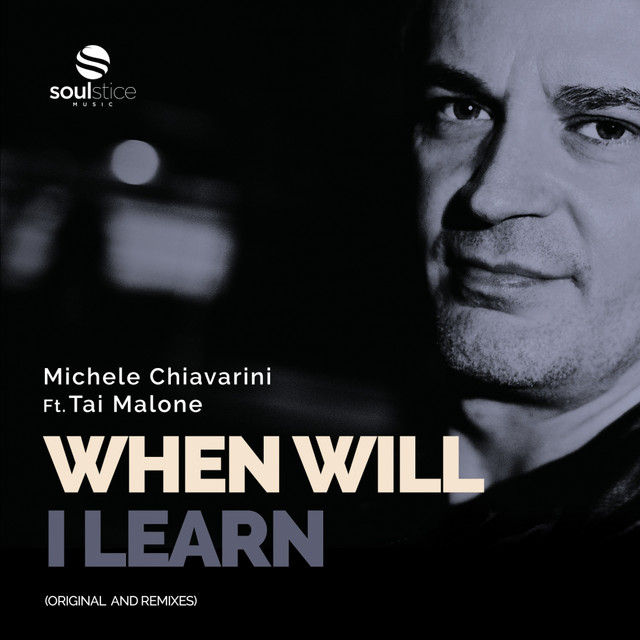 soulstice
MUSIC
Michele Chiavarini
Ft. Tai Malone
WHEN WILL
I LEARN
(ORIGINAL AND REMIXES)